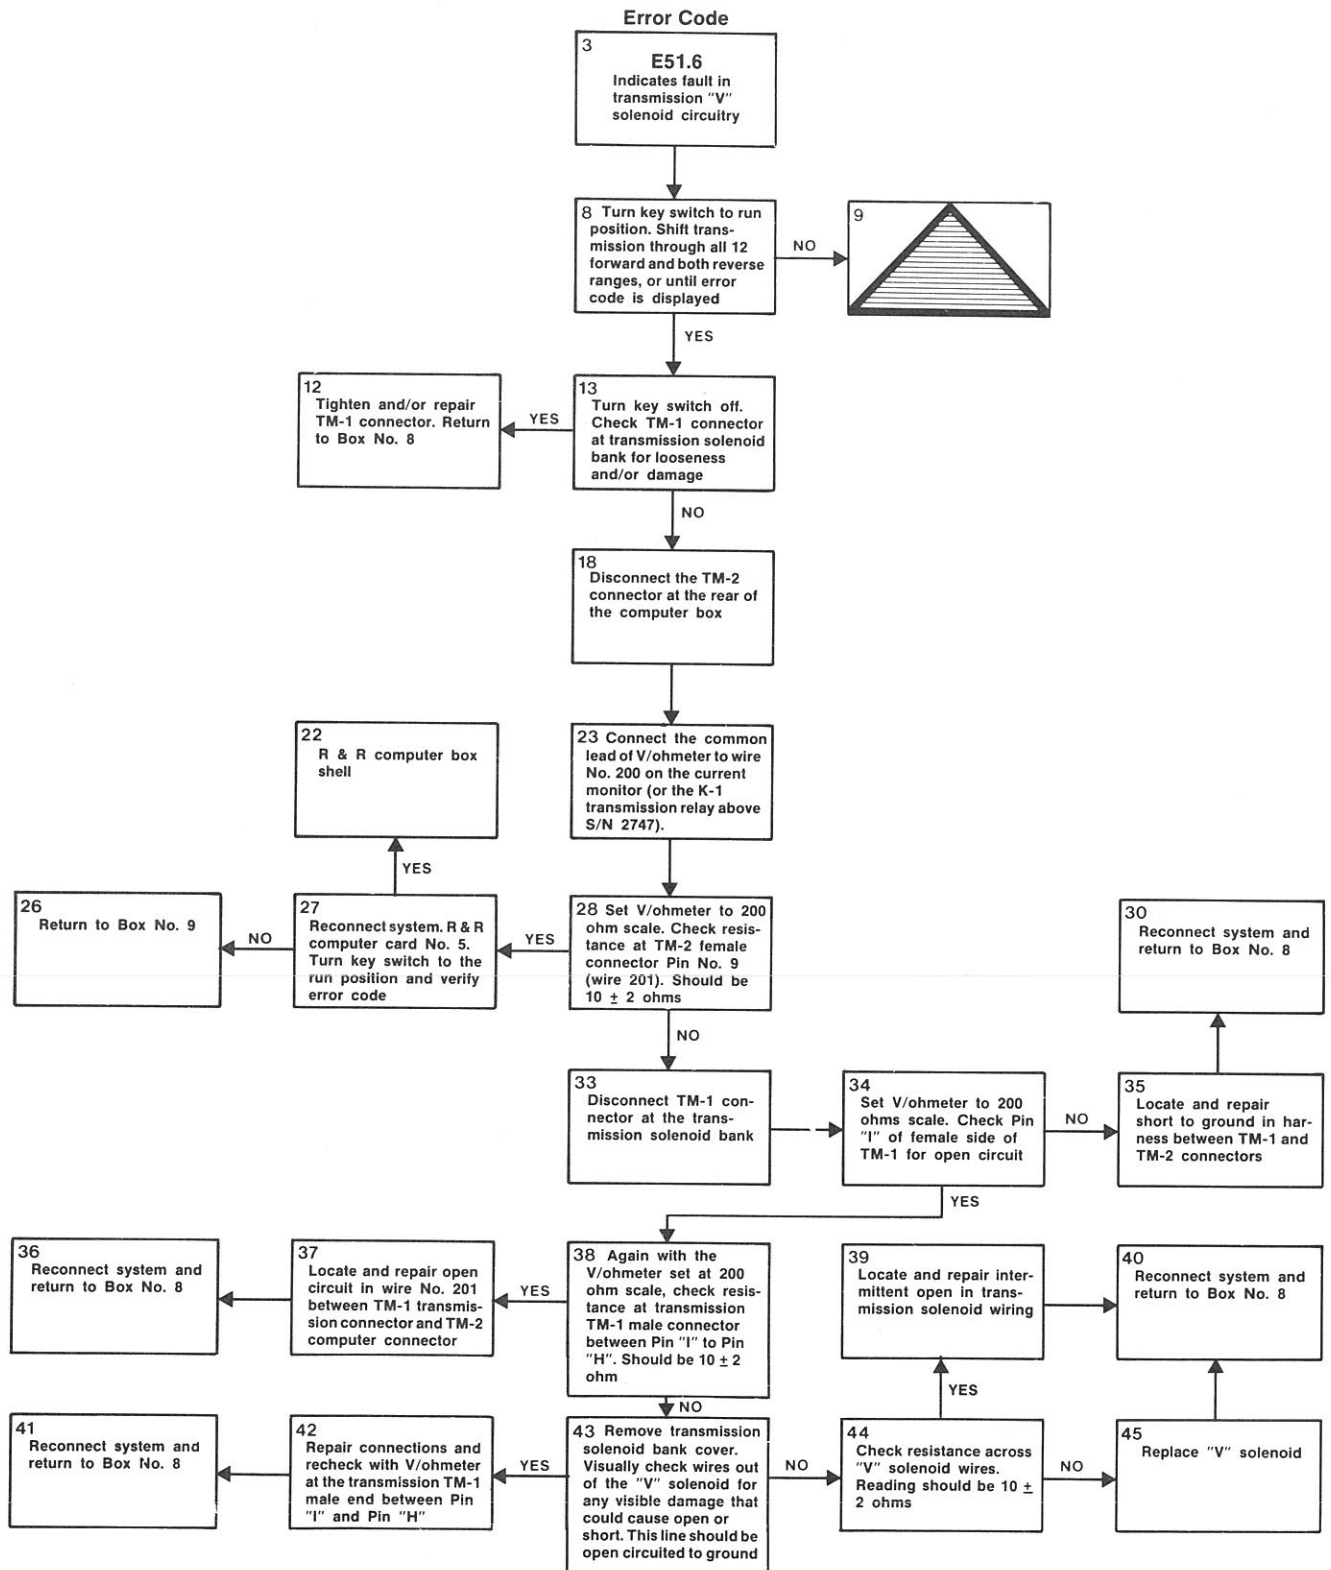 Error Code
3
E51.6
Indicates fault in
transmission "V"
solenoid circuitry
8 Turn key switch to run
position. Shift trans-
mission through all 12
forward and both reverse
ranges, or until error
code is displayed
NO
9
YES
12
Tighten and/or repair
TM-1 connector. Return
to Box No. 8
YES
13
Turn key switch off.
Check TM-1 connector
at transmission solenoid
bank for looseness
and/or damage
NO
18
Disconnect the TM-2
connector at the rear of
the computer box
22
R & R computer box
shell
23 Connect the common
lead of V/ohmeter to wire
No. 200 on the current
monitor (or the K-1
transmission relay above
S/N 2747).
YES
26
Return to Box No. 9
NO
27
Reconnect system. R & R
computer card No. 5.
Turn key switch to the
run position and verify
error code
YES
28 Set V/ohmeter to 200
ohm scale. Check resis-
tance at TM-2 female
connector Pin No. 9
(wire 201). Should be
10 ± 2 ohms
30
Reconnect system and
return to Box No. 8
NO
33
Disconnect TM-1 con-
nector at the trans-
mission solenoid bank
34
Set V/ohmeter to 200
ohms scale. Check Pin
"I" of female side of
TM-1 for open circuit
NO
35
Locate and repair
short to ground in har-
ness between TM-1 and
TM-2 connectors
YES
36
Reconnect system and
return to Box No. 8
37
Locate and repair open
circuit in wire No. 201
between TM-1 transmis-
sion connector and TM-2
computer connector
YES
38 Again with the
V/ohmeter set at 200
ohm scale, check resis-
tance at transmission
TM-1 male connector
between Pin "I" to Pin
"H". Should be 10 ± 2
ohm
39
Locate and repair inter-
mittent open in trans-
mission solenoid wiring
40
Reconnect system and
return to Box No. 8
NO
YES
41
Reconnect system and
return to Box No. 8
42
Repair connections and
recheck with V/ohmeter
at the transmission TM-1
male end between Pin
"I" and Pin "H"
YES
43 Remove transmission
solenoid bank cover.
Visually check wires out
of the "V" solenoid for
any visible damage that
could cause open or
short. This line should be
open circuited to ground
NO
44
Check resistance across
"V" solenoid wires.
Reading should be 10 ±
2 ohms
NO
45
Replace "V" solenoid